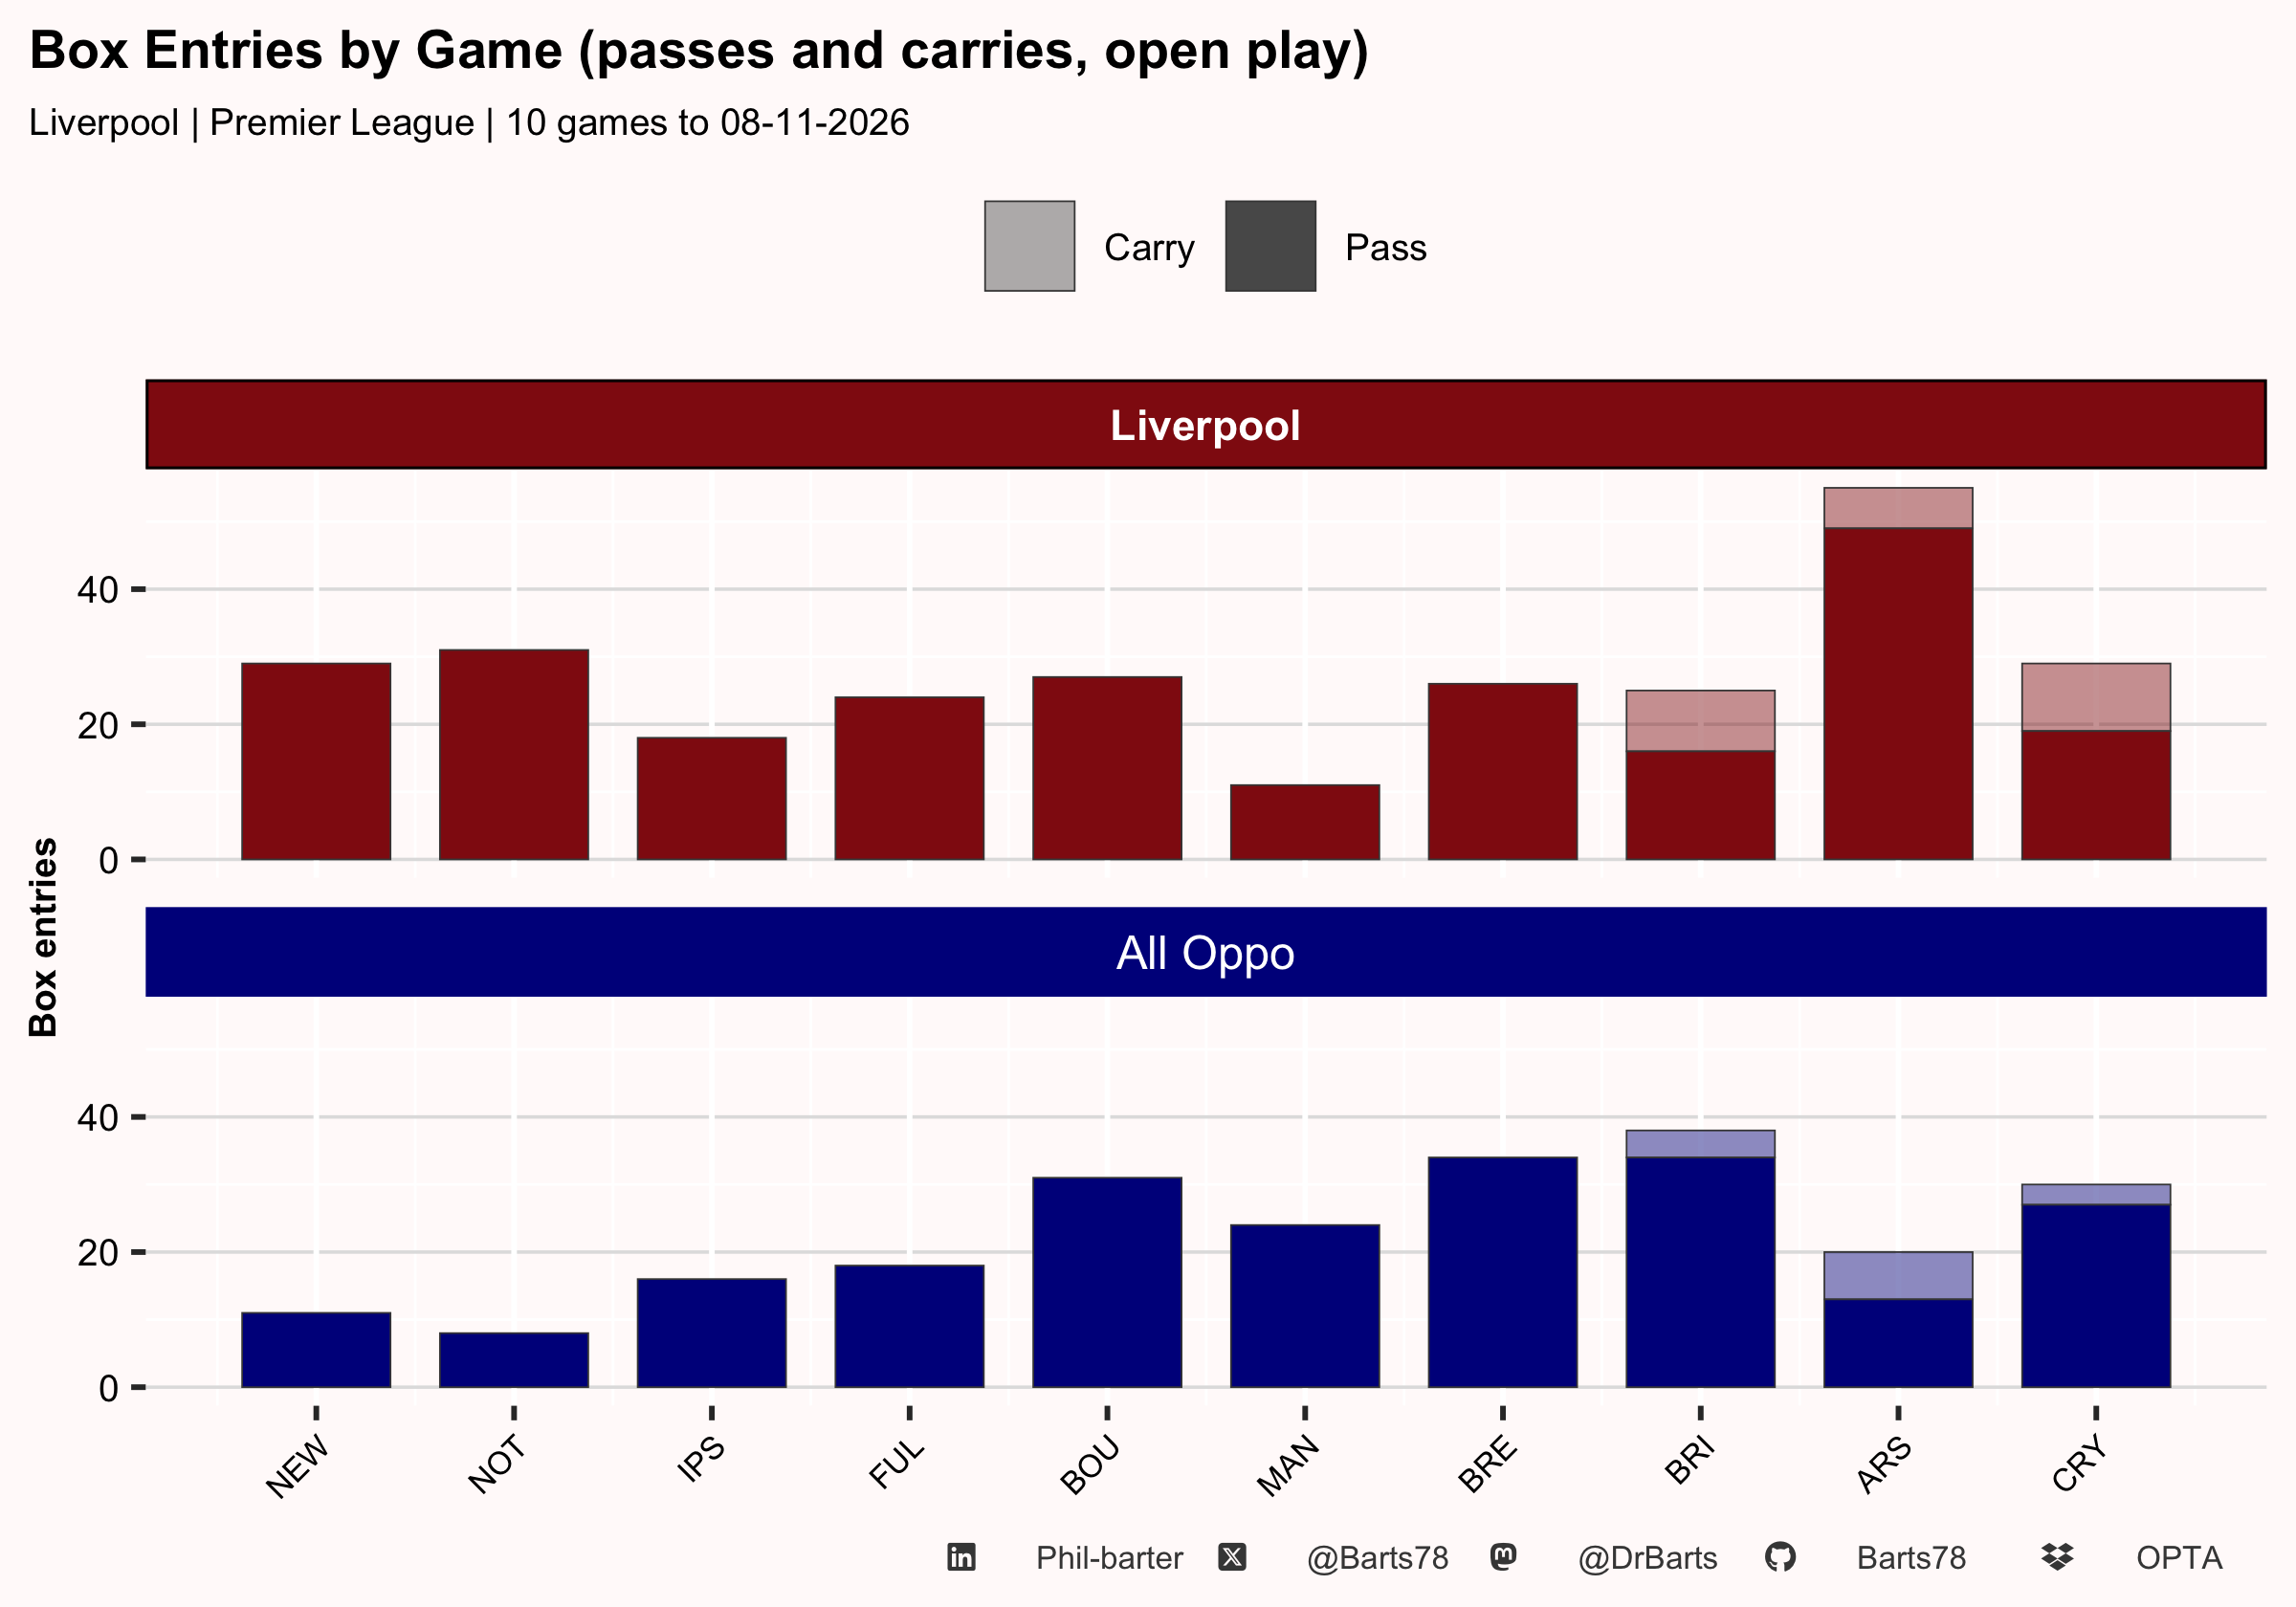 Box Entries by Game (passes and carries, open play)
Liverpool | Premier League | 10 games to 08-11-2026
Carry Pass
Liverpool
40
20
0
Box entries
All Oppo
40
20
0
NEW NOT IPS FUL BOU MAN BRE BRI ARS CRY
Phil-barter @Barts78 @DrBarts Barts78 OPTA